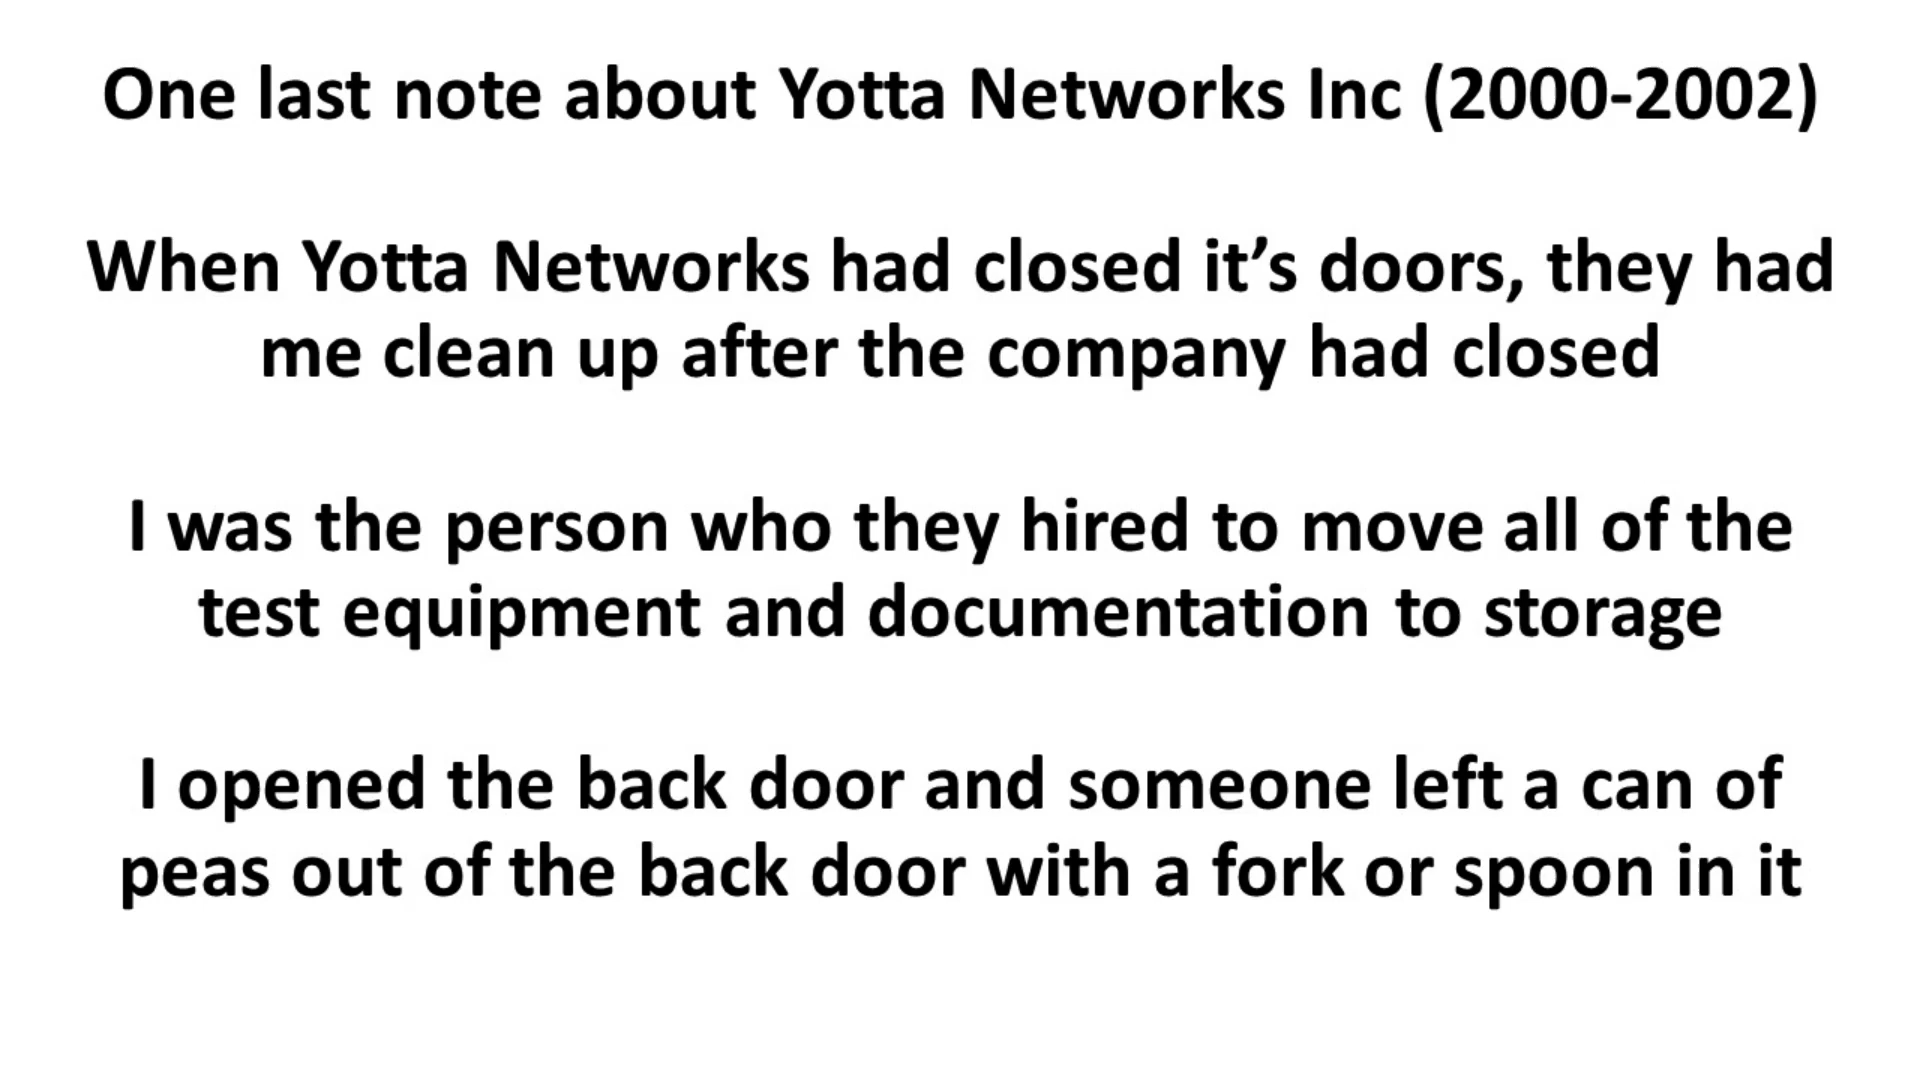 One last note about Yotta Networks Inc (2000-2002)
When Yotta Networks had closed it’s doors, they had
me clean up after the company had closed
I was the person who they hired to move all of the
test equipment and documentation to storage
I opened the back door and someone left a can of
peas out of the back door with a fork or spoon in it